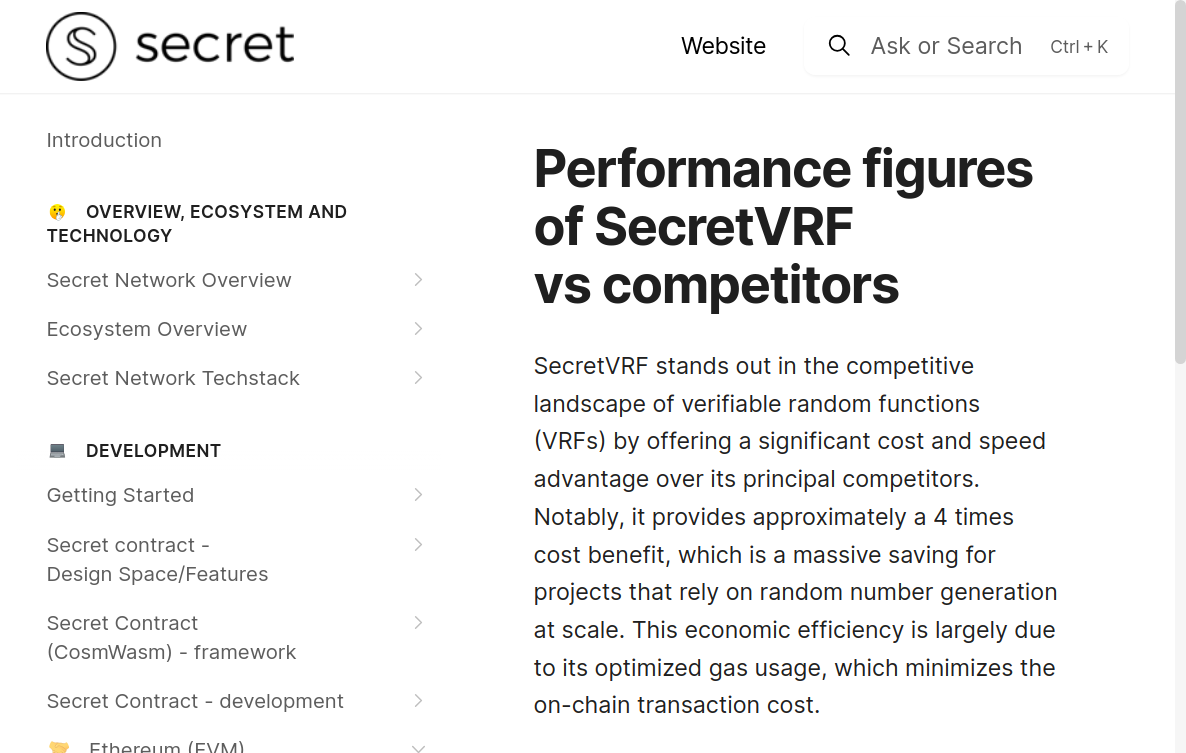 secret
Website
Ask or Search
Ctrl + K
Introduction
OVERVIEW, ECOSYSTEM AND
TECHNOLOGY
Secret Network Overview
Ecosystem Overview
Secret Network Techstack
DEVELOPMENT
Getting Started
Secret contract -
Design Space/Features
Secret Contract
(CosmWasm) - framework
Secret Contract - development
Ethereum (EVM)
Performance figures
of SecretVRF
vs competitors
SecretVRF stands out in the competitive
landscape of verifiable random functions
(VRFs) by offering a significant cost and speed
advantage over its principal competitors.
Notably, it provides approximately a 4 times
cost benefit, which is a massive saving for
projects that rely on random number generation
at scale. This economic efficiency is largely due
to its optimized gas usage, which minimizes the
on-chain transaction cost.